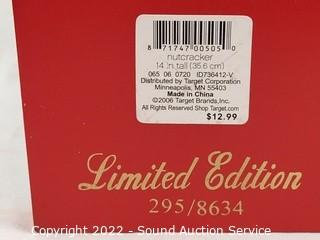 8 71747 00505 0
nutcracker
14 in tall (35.6 cm)
065 06 0720 ID736412-V
Distributed by Target Corporation
Minneapolis, MN 55403
Made in China
©2006 Target Brands,Inc.
All Rights Reserved Shop Target.com
$12.99
Limited Edition
295/8634
Copyright 2022 - Sound Auction Service